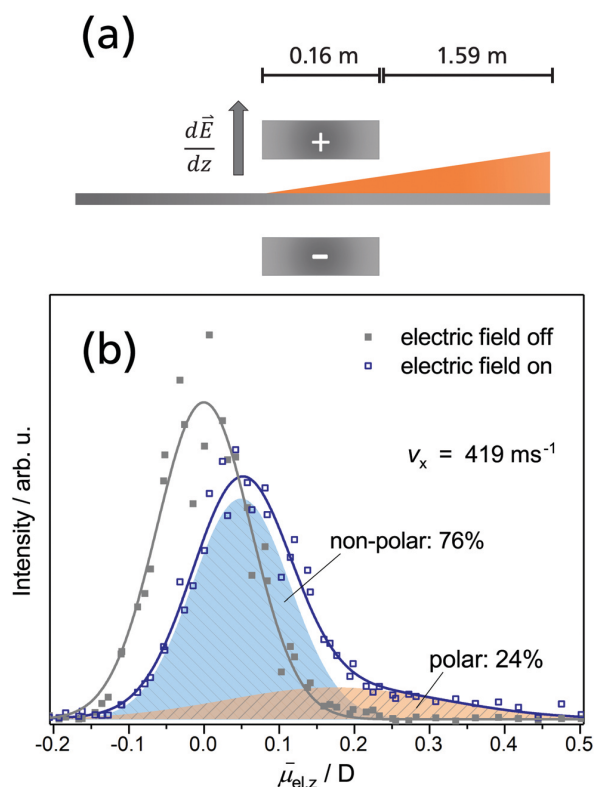 (a)
0.16 m
1.59 m
dE⃗
dz
+
−
(b)
electric field off
electric field on
vₓ = 419 ms⁻¹
non-polar: 76%
polar: 24%
Intensity / arb. u.
-0.2 -0.1 0.0 0.1 0.2 0.3 0.4 0.5
μ̄el,z / D